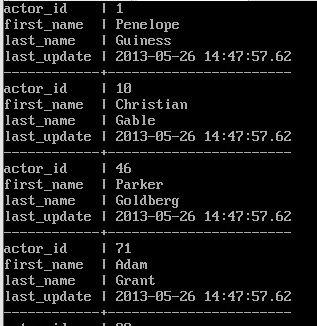 actor_id    | 1
first_name  | Penelope
last_name   | Guiness
last_update | 2013-05-26 14:47:57.62
------------+-----------------------
actor_id    | 10
first_name  | Christian
last_name   | Gable
last_update | 2013-05-26 14:47:57.62
------------+-----------------------
actor_id    | 46
first_name  | Parker
last_name   | Goldberg
last_update | 2013-05-26 14:47:57.62
------------+-----------------------
actor_id    | 71
first_name  | Adam
last_name   | Grant
last_update | 2013-05-26 14:47:57.62
------------+-----------------------